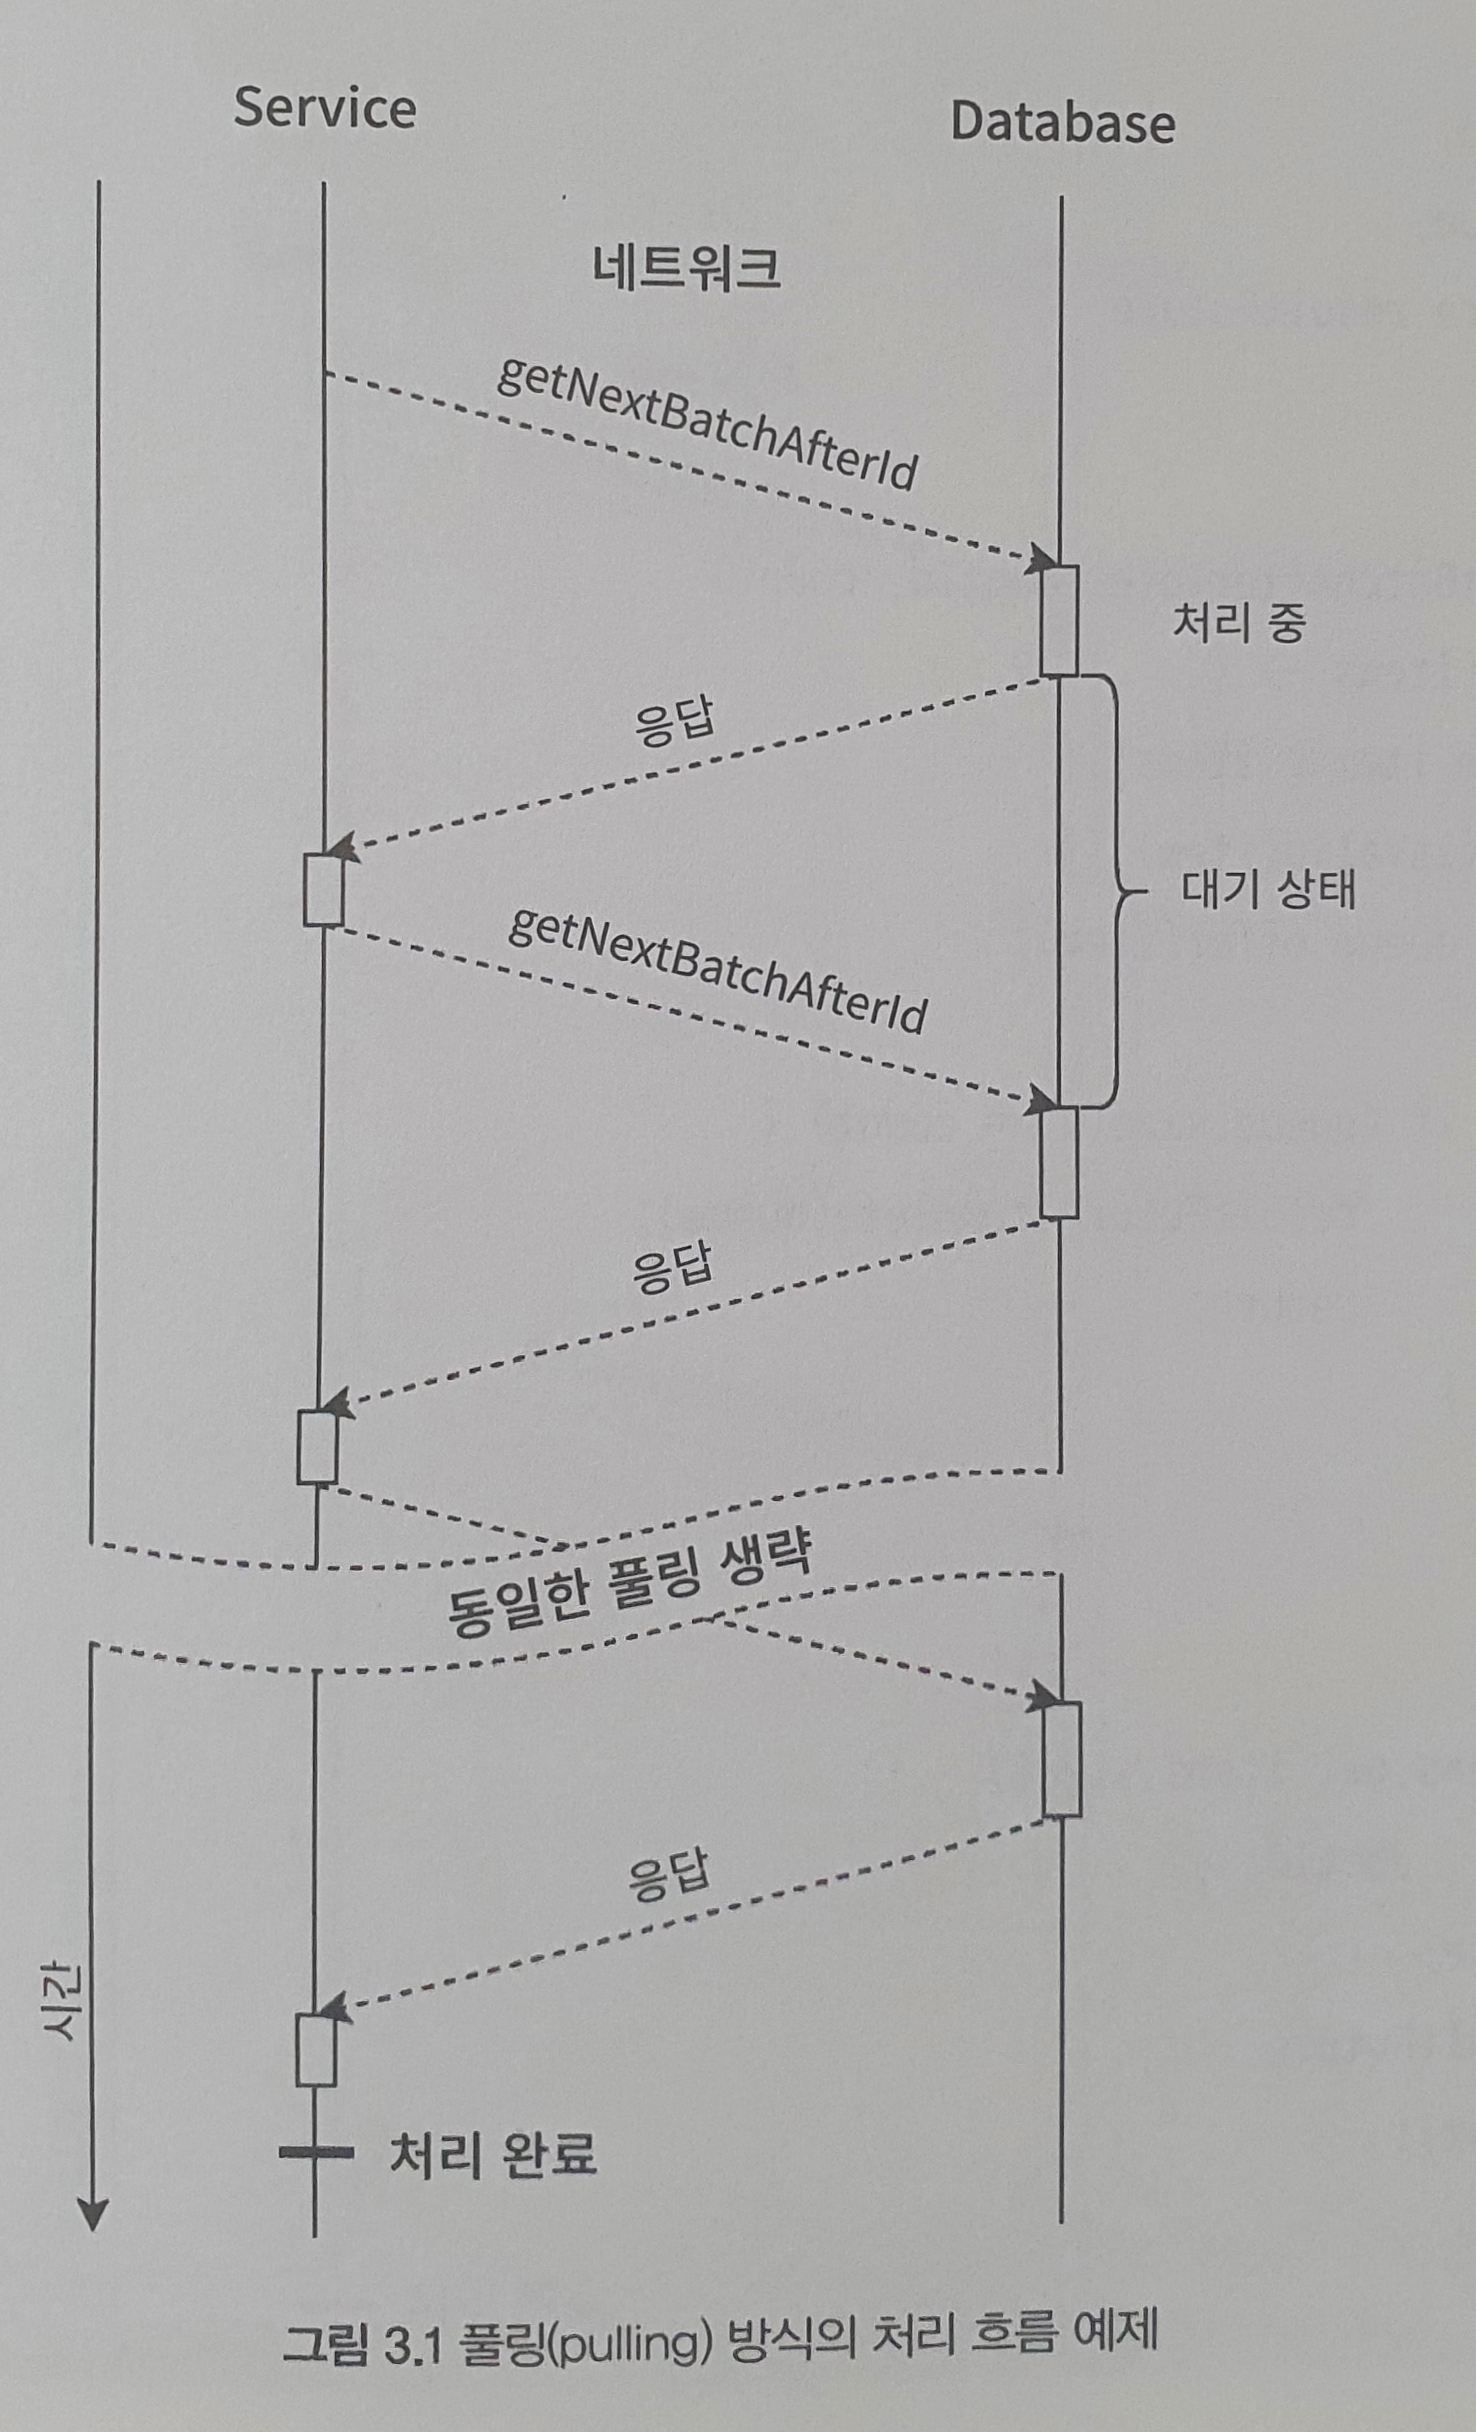 Service
Database
네트워크
getNextBatchAfterId
처리 중
응답
대기 상태
getNextBatchAfterId
응답
동일한 풀링 생략
응답
시간
처리 완료
그림 3.1 풀링(pulling) 방식의 처리 흐름 예제